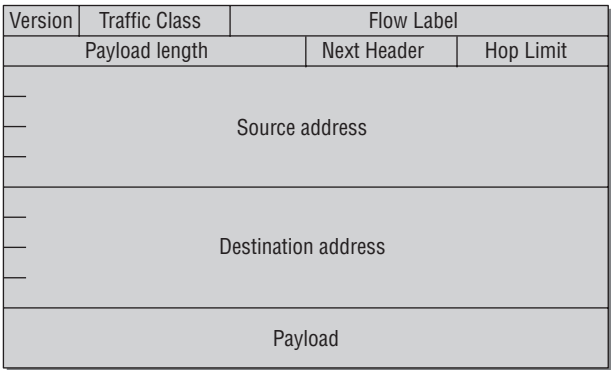 Version Traffic Class Flow Label
Payload length Next Header Hop Limit
Source address
Destination address
Payload